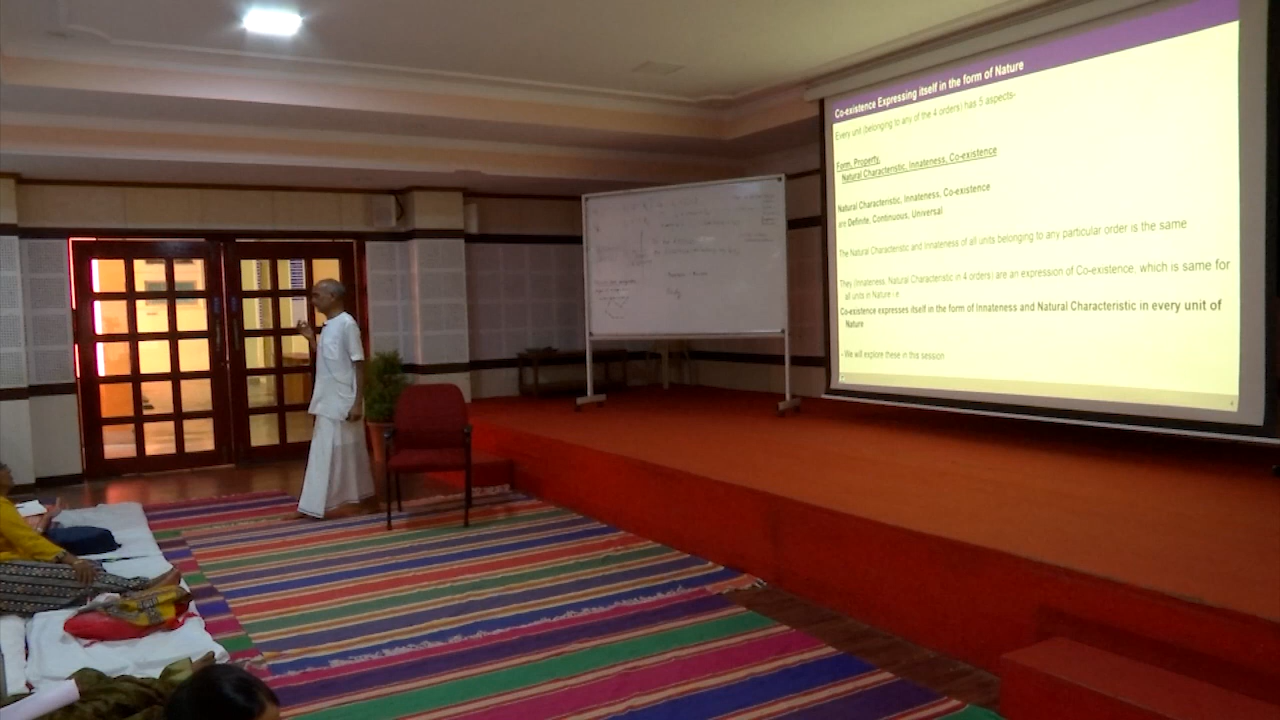 Co-existence Expressing itself in the form of Nature
Every unit (belonging to any of the 4 orders) has 5 aspects-
Form, Property,
Natural Characteristic, Innateness, Co-existence
Natural Characteristic, Innateness, Co-existence
are Definite, Continuous, Universal
The Natural Characteristic and Innateness of all units belonging to any particular order is the same
They (Innateness, Natural Characteristic in 4 orders) are an expression of Co-existence, which is same for
all units in Nature i.e
Co-existence expresses itself in the form of Innateness and Natural Characteristic in every unit of
Nature
- We will explore these in this session
4